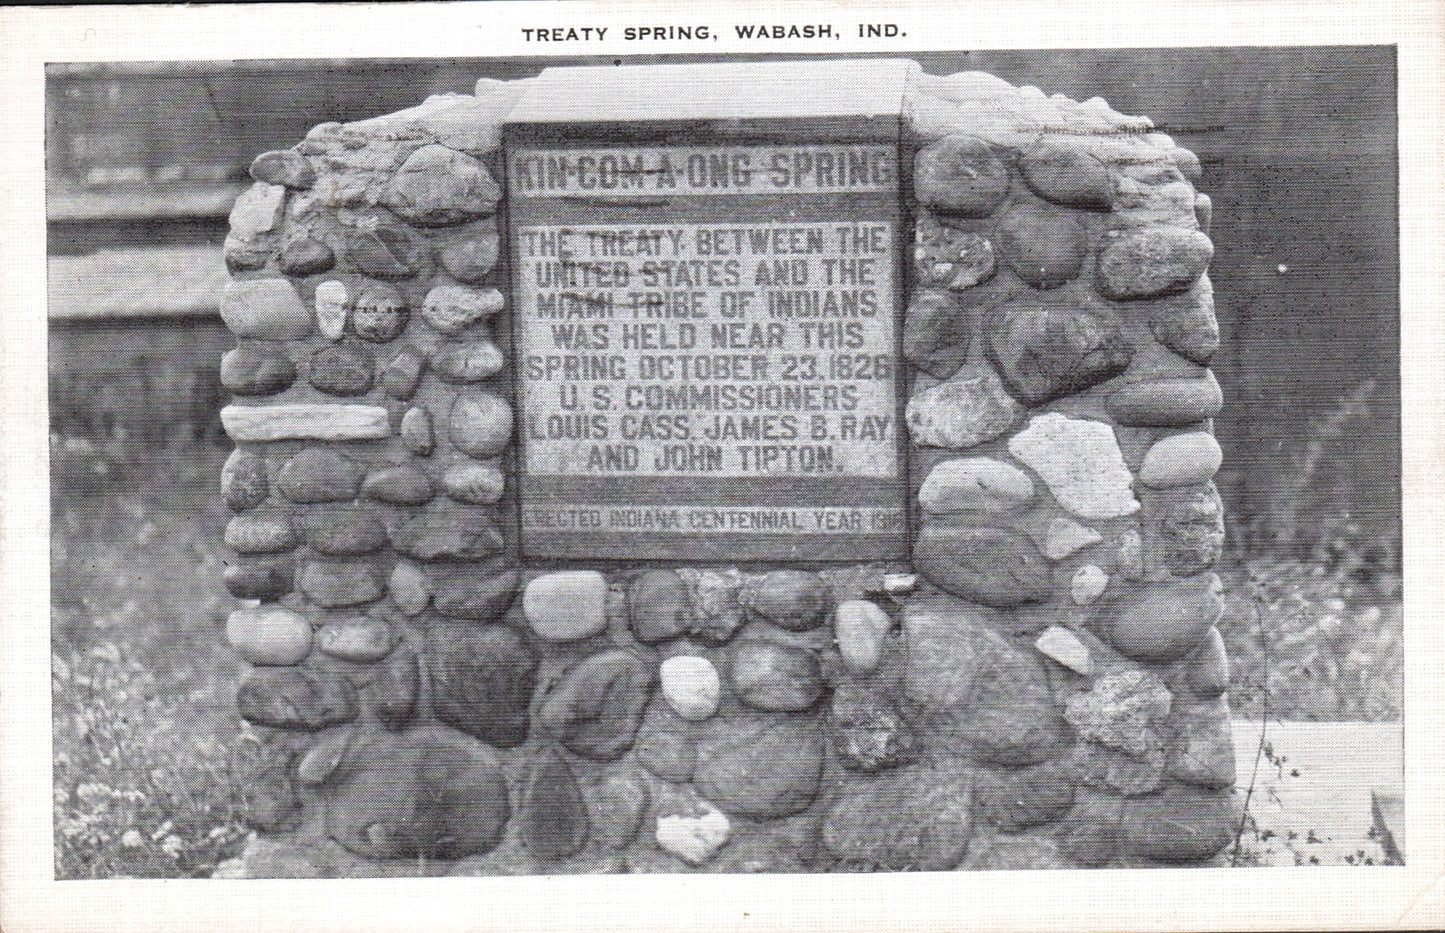 TREATY SPRING, WABASH, IND.
KIN-COM-A-ONG SPRING
THE TREATY BETWEEN THE
UNITED STATES AND THE
MIAMI TRIBE OF INDIANS
WAS HELD NEAR THIS
SPRING OCTOBER 23. 1826
U. S. COMMISSIONERS
LOUIS CASS. JAMES B. RAY
AND JOHN TIPTON.
ERECTED INDIANA CENTENNIAL YEAR 1916